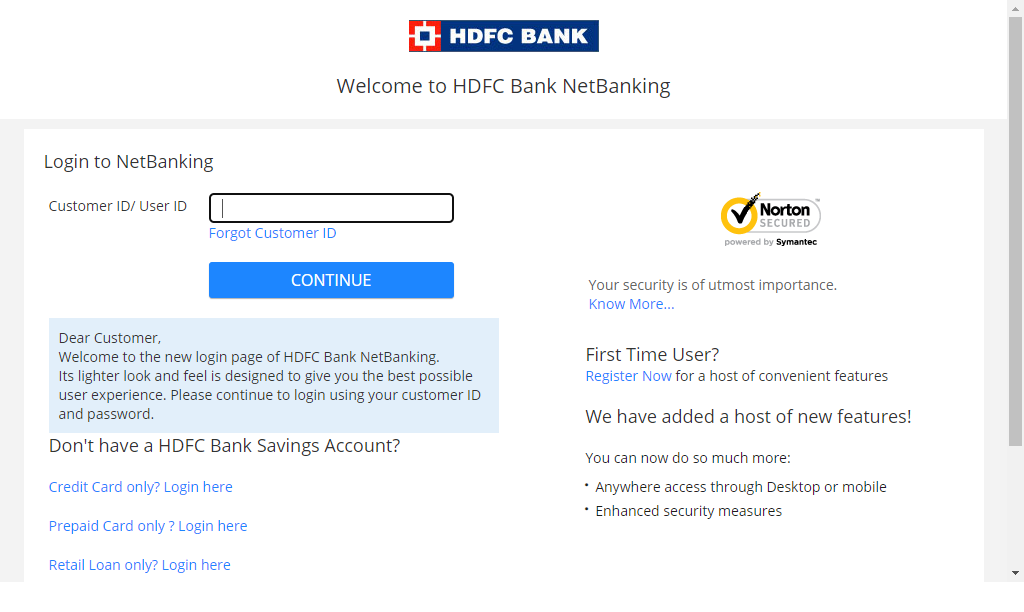 HDFC BANK
Welcome to HDFC Bank NetBanking
Login to NetBanking
Customer ID/ User ID
Forgot Customer ID
CONTINUE
Dear Customer,
Welcome to the new login page of HDFC Bank NetBanking.
Its lighter look and feel is designed to give you the best possible
user experience. Please continue to login using your customer ID
and password.
Don't have a HDFC Bank Savings Account?
Credit Card only? Login here
Prepaid Card only ? Login here
Retail Loan only? Login here
Norton
SECURED
powered by Symantec
Your security is of utmost importance.
Know More...
First Time User?
Register Now for a host of convenient features
We have added a host of new features!
You can now do so much more:
• Anywhere access through Desktop or mobile
• Enhanced security measures